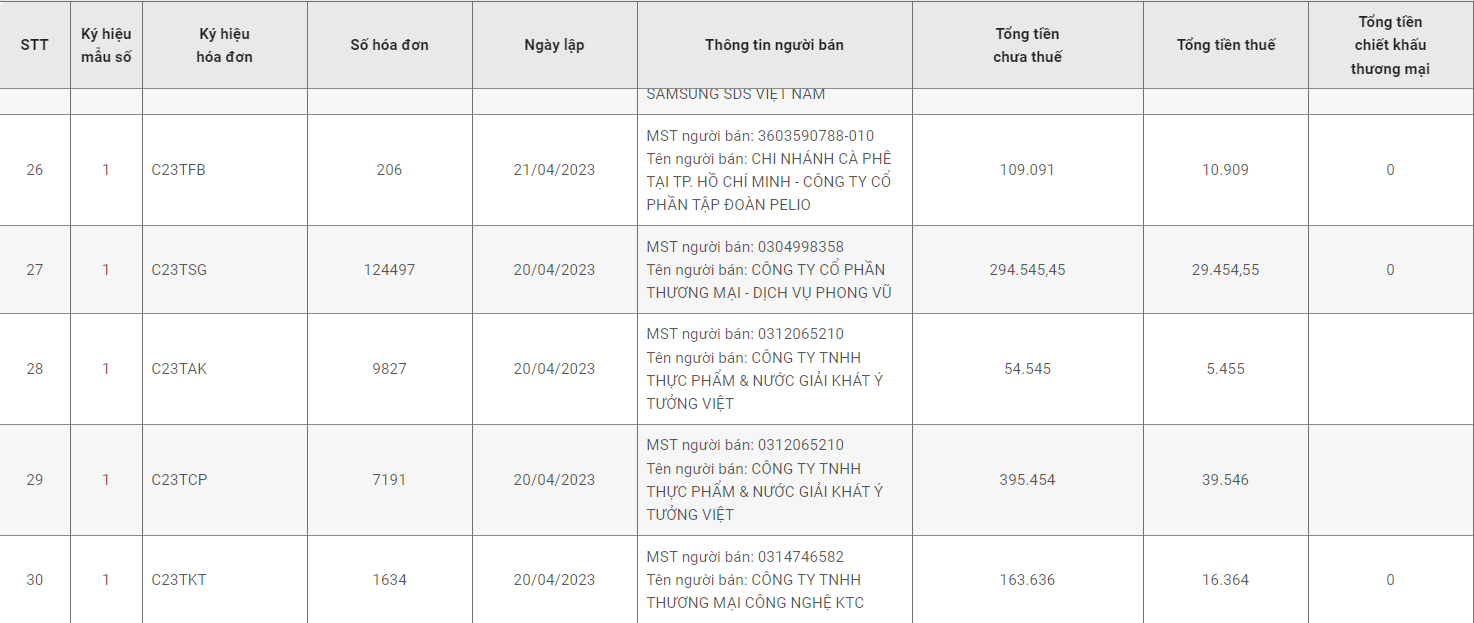 STT
Ký hiệu
mẫu số
Ký hiệu
hóa đơn
Số hóa đơn
Ngày lập
Thông tin người bán
Tổng tiền
chưa thuế
Tổng tiền thuế
Tổng tiền
chiết khấu
thương mại
SAMSUNG SDS VIỆT NAM
26
1
C23TFB
206
21/04/2023
MST người bán: 3603590788-010
Tên người bán: CHI NHÁNH CÀ PHÊ
TẠI TP. HỒ CHÍ MINH - CÔNG TY CỔ
PHẦN TẬP ĐOÀN PELIO
109.091
10.909
0
27
1
C23TSG
124497
20/04/2023
MST người bán: 0304998358
Tên người bán: CÔNG TY CỔ PHẦN
THƯƠNG MẠI - DỊCH VỤ PHONG VŨ
294.545,45
29.454,55
0
28
1
C23TAK
9827
20/04/2023
MST người bán: 0312065210
Tên người bán: CÔNG TY TNHH
THỰC PHẨM & NƯỚC GIẢI KHÁT Ý
TƯỞNG VIỆT
54.545
5.455
29
1
C23TCP
7191
20/04/2023
MST người bán: 0312065210
Tên người bán: CÔNG TY TNHH
THỰC PHẨM & NƯỚC GIẢI KHÁT Ý
TƯỞNG VIỆT
395.454
39.546
30
1
C23TKT
1634
20/04/2023
MST người bán: 0314746582
Tên người bán: CÔNG TY TNHH
THƯƠNG MẠI CÔNG NGHỆ KTC
163.636
16.364
0